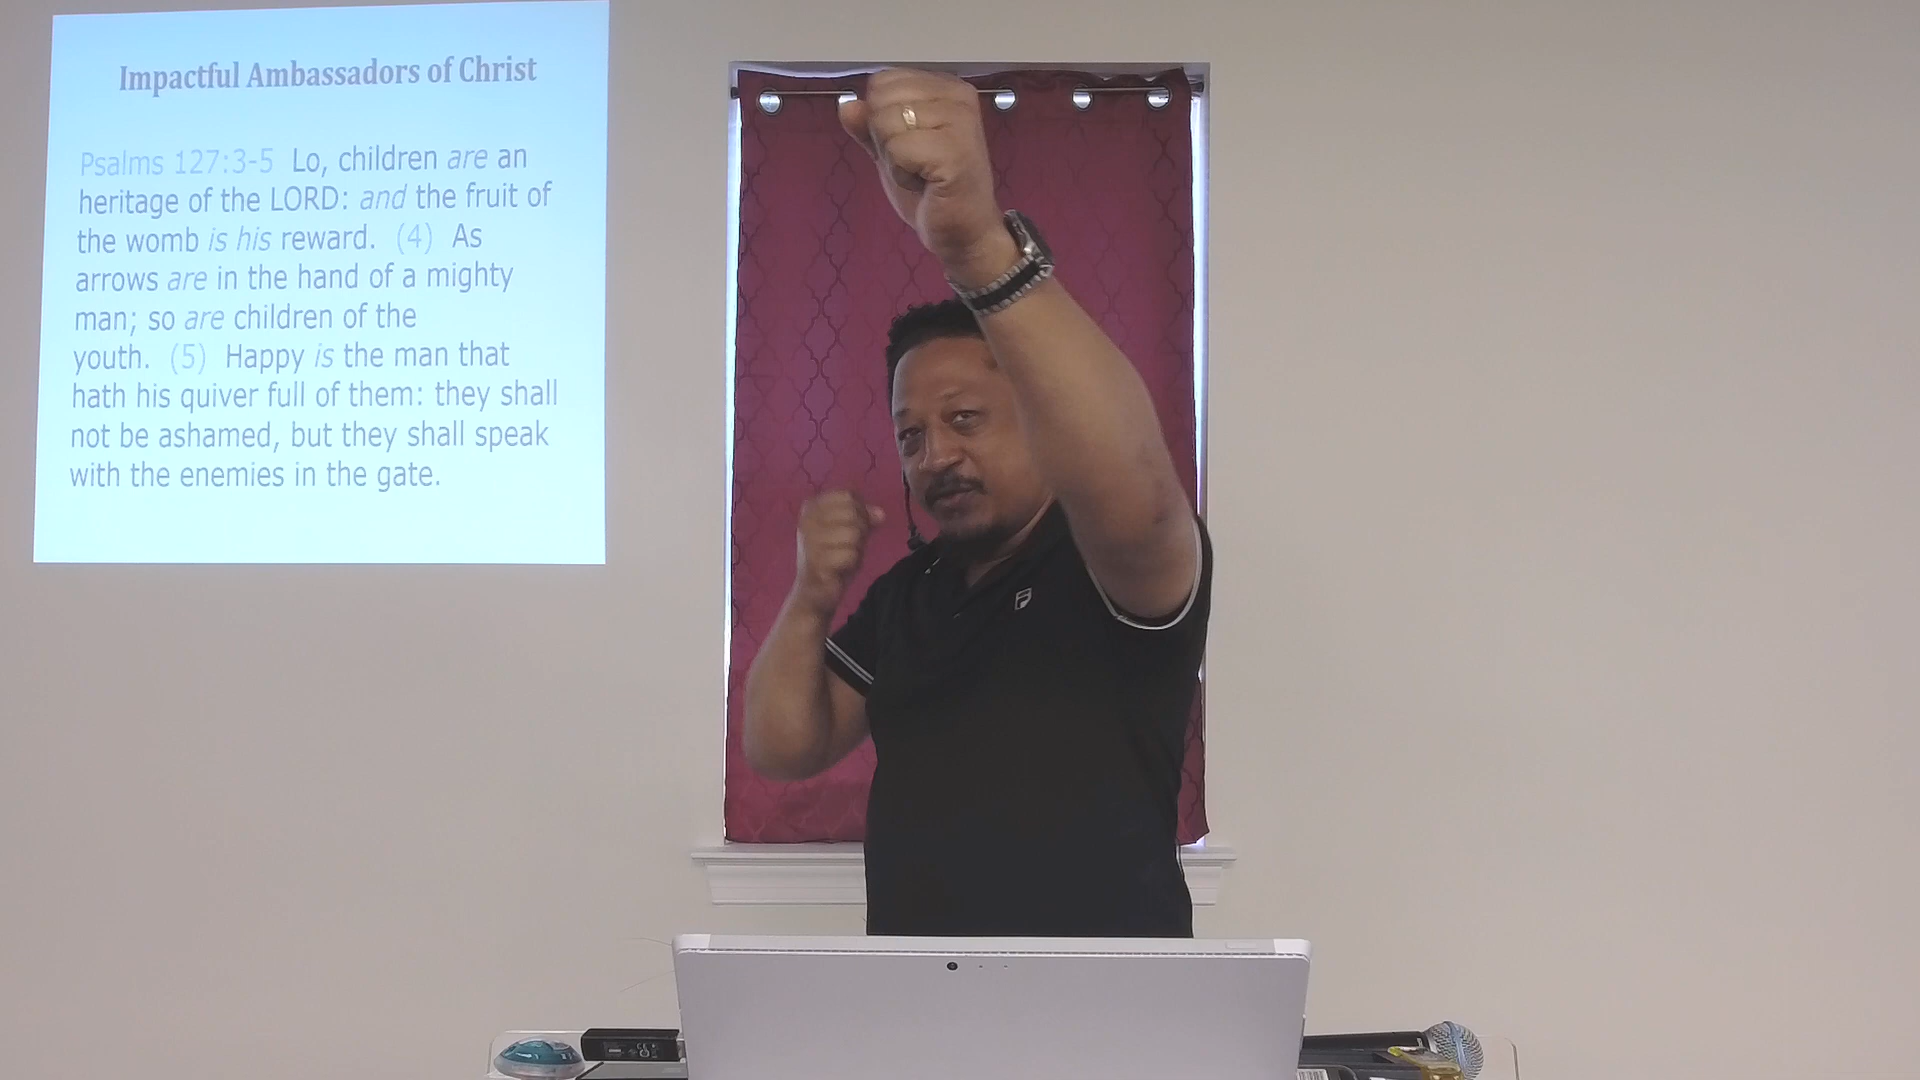 Impactful Ambassadors of Christ
Psalms 127:3-5 Lo, children are an
heritage of the LORD: and the fruit of
the womb is his reward. (4) As
arrows are in the hand of a mighty
man; so are children of the
youth. (5) Happy is the man that
hath his quiver full of them: they shall
not be ashamed, but they shall speak
with the enemies in the gate.